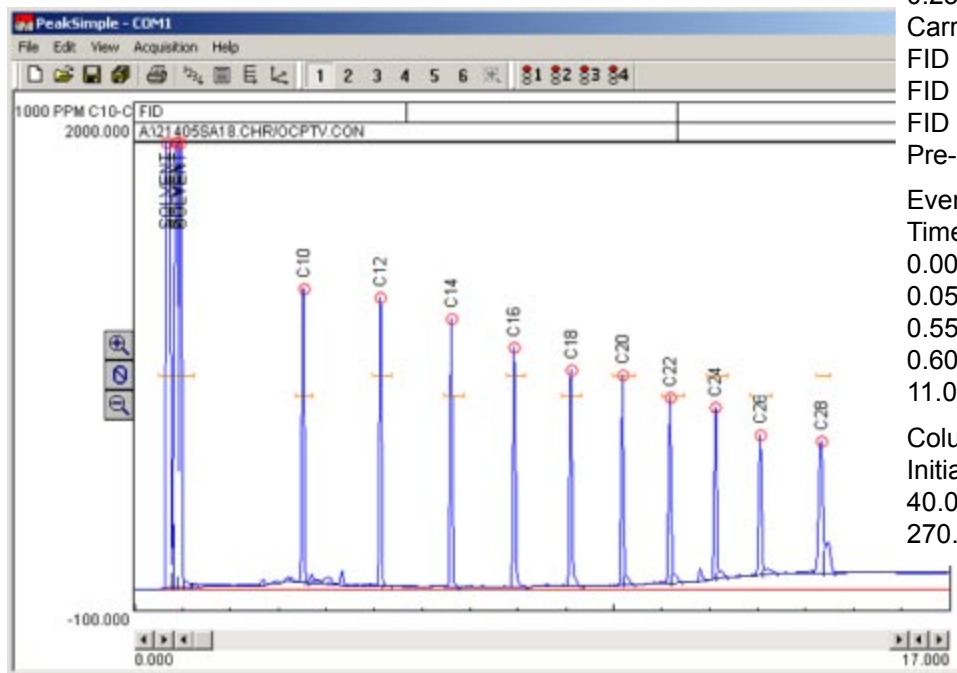 PeakSimple - COM1
File Edit View Acquisition Help
1 2 3 4 5 6 1 2 3 4
1000 PPM C10-C FID
2000.000 A:\21405SA18.CHR/OCPTV.CON
SOLVENT
SOLVENT
C10
C12
C14
C16
C18
C20
C22
C24
C26
C28
-100.000
0.000 17.000
Carr
FID
FID
FID
Pre-
Ever
Time
0.00
0.05
0.55
0.60
11.0
Colu
Initia
40.0
270.